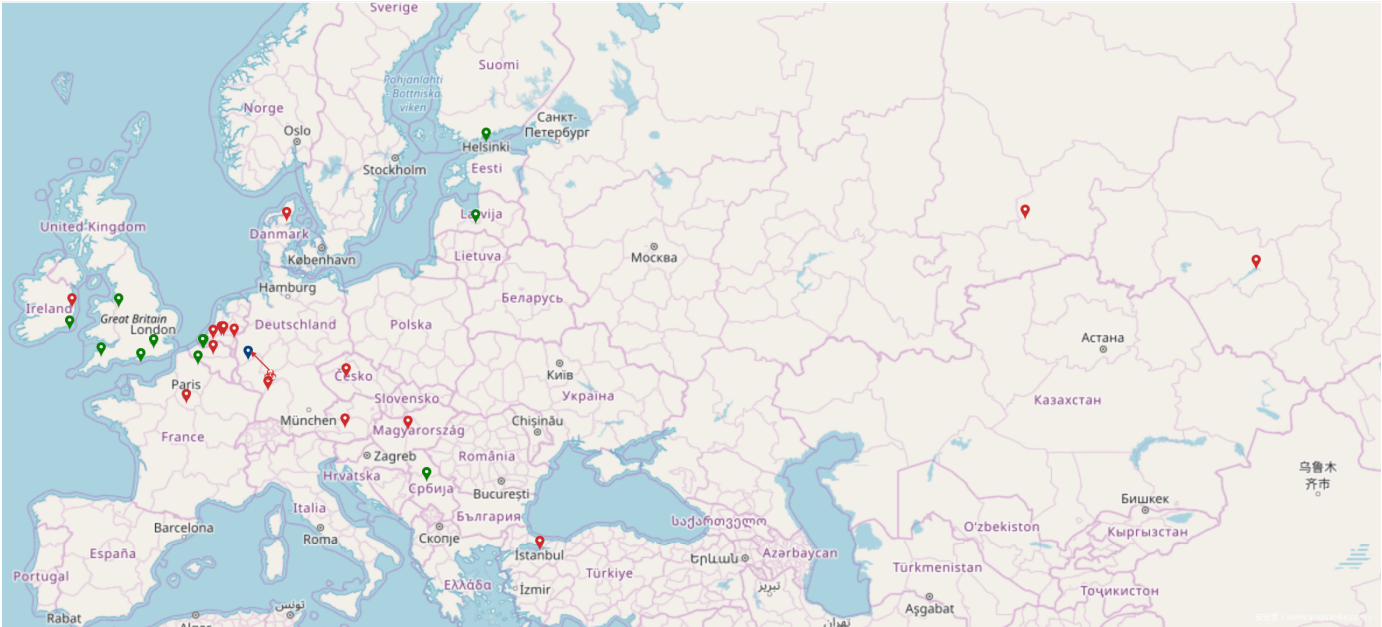 Sverige
Suomi
Pohjanlahti
- Bottniska
viken
Norge
Oslo
Санкт-
Петербург
Helsinki
Stockholm
Eesti
Latvija
United Kingdom
Danmark
København
Lietuva
Москва
Hamburg
Беларусь
Ireland
Great Britain
London
Deutschland
Polska
Астана
Paris
Česko
Київ
Україна
Slovensko
Казахстан
München
Magyarország
Chișinău
France
Zagreb
România
Hrvatska
Србија
București
乌鲁木
齐市
Бишкек
Italia
България
Barcelona
Roma
Скопје
საქართველო
O'zbekiston
Кыргызстан
España
İstanbul
Երևան
Azərbaycan
Türkiye
Türkmenistan
Portugal
Ελλάδα
İzmir
تبریز
Тоҷикистон
تونس
Aşgabat
Rabat
تهران